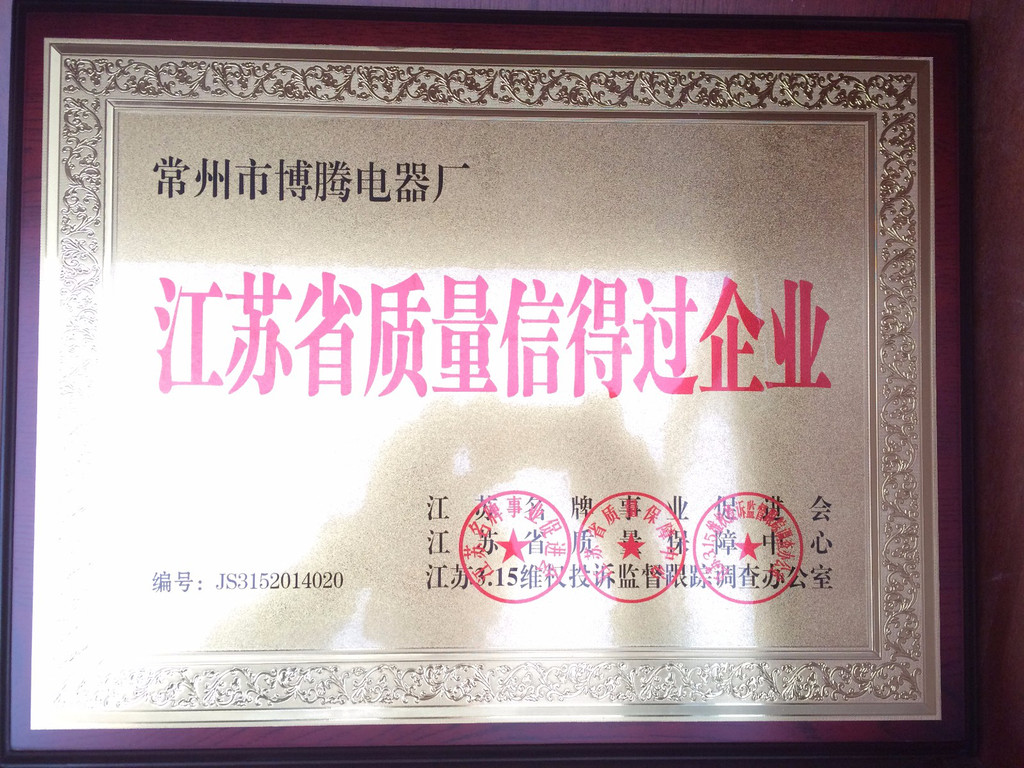 常州市博腾电器厂
江苏省质量信得过企业
江苏名牌事业促进会
江苏省质量保障中心
江苏3.15维权投诉监督跟踪调查办公室
编号：JS3152014020